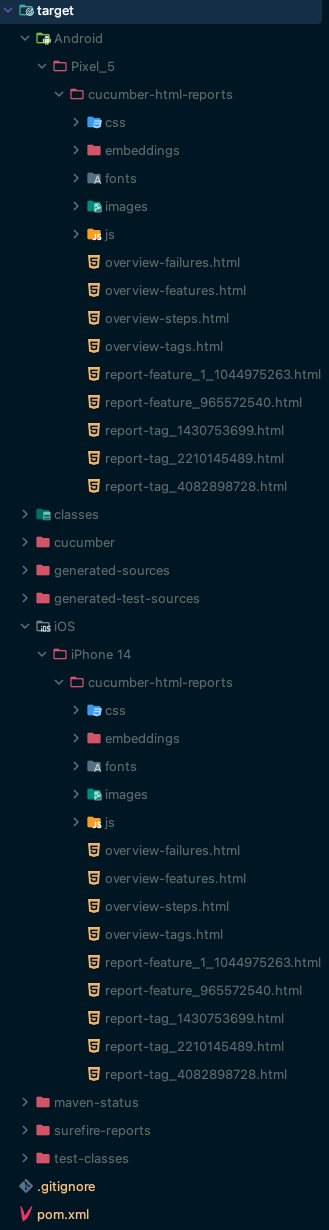 target
Android
Pixel_5
cucumber-html-reports
css
embeddings
fonts
images
js
overview-failures.html
overview-features.html
overview-steps.html
overview-tags.html
report-feature_1_1044975263.html
report-feature_965572540.html
report-tag_1430753699.html
report-tag_2210145489.html
report-tag_4082898728.html
classes
cucumber
generated-sources
generated-test-sources
iOS
iPhone 14
cucumber-html-reports
css
embeddings
fonts
images
js
overview-failures.html
overview-features.html
overview-steps.html
overview-tags.html
report-feature_1_1044975263.html
report-feature_965572540.html
report-tag_1430753699.html
report-tag_2210145489.html
report-tag_4082898728.html
maven-status
surefire-reports
test-classes
.gitignore
pom.xml